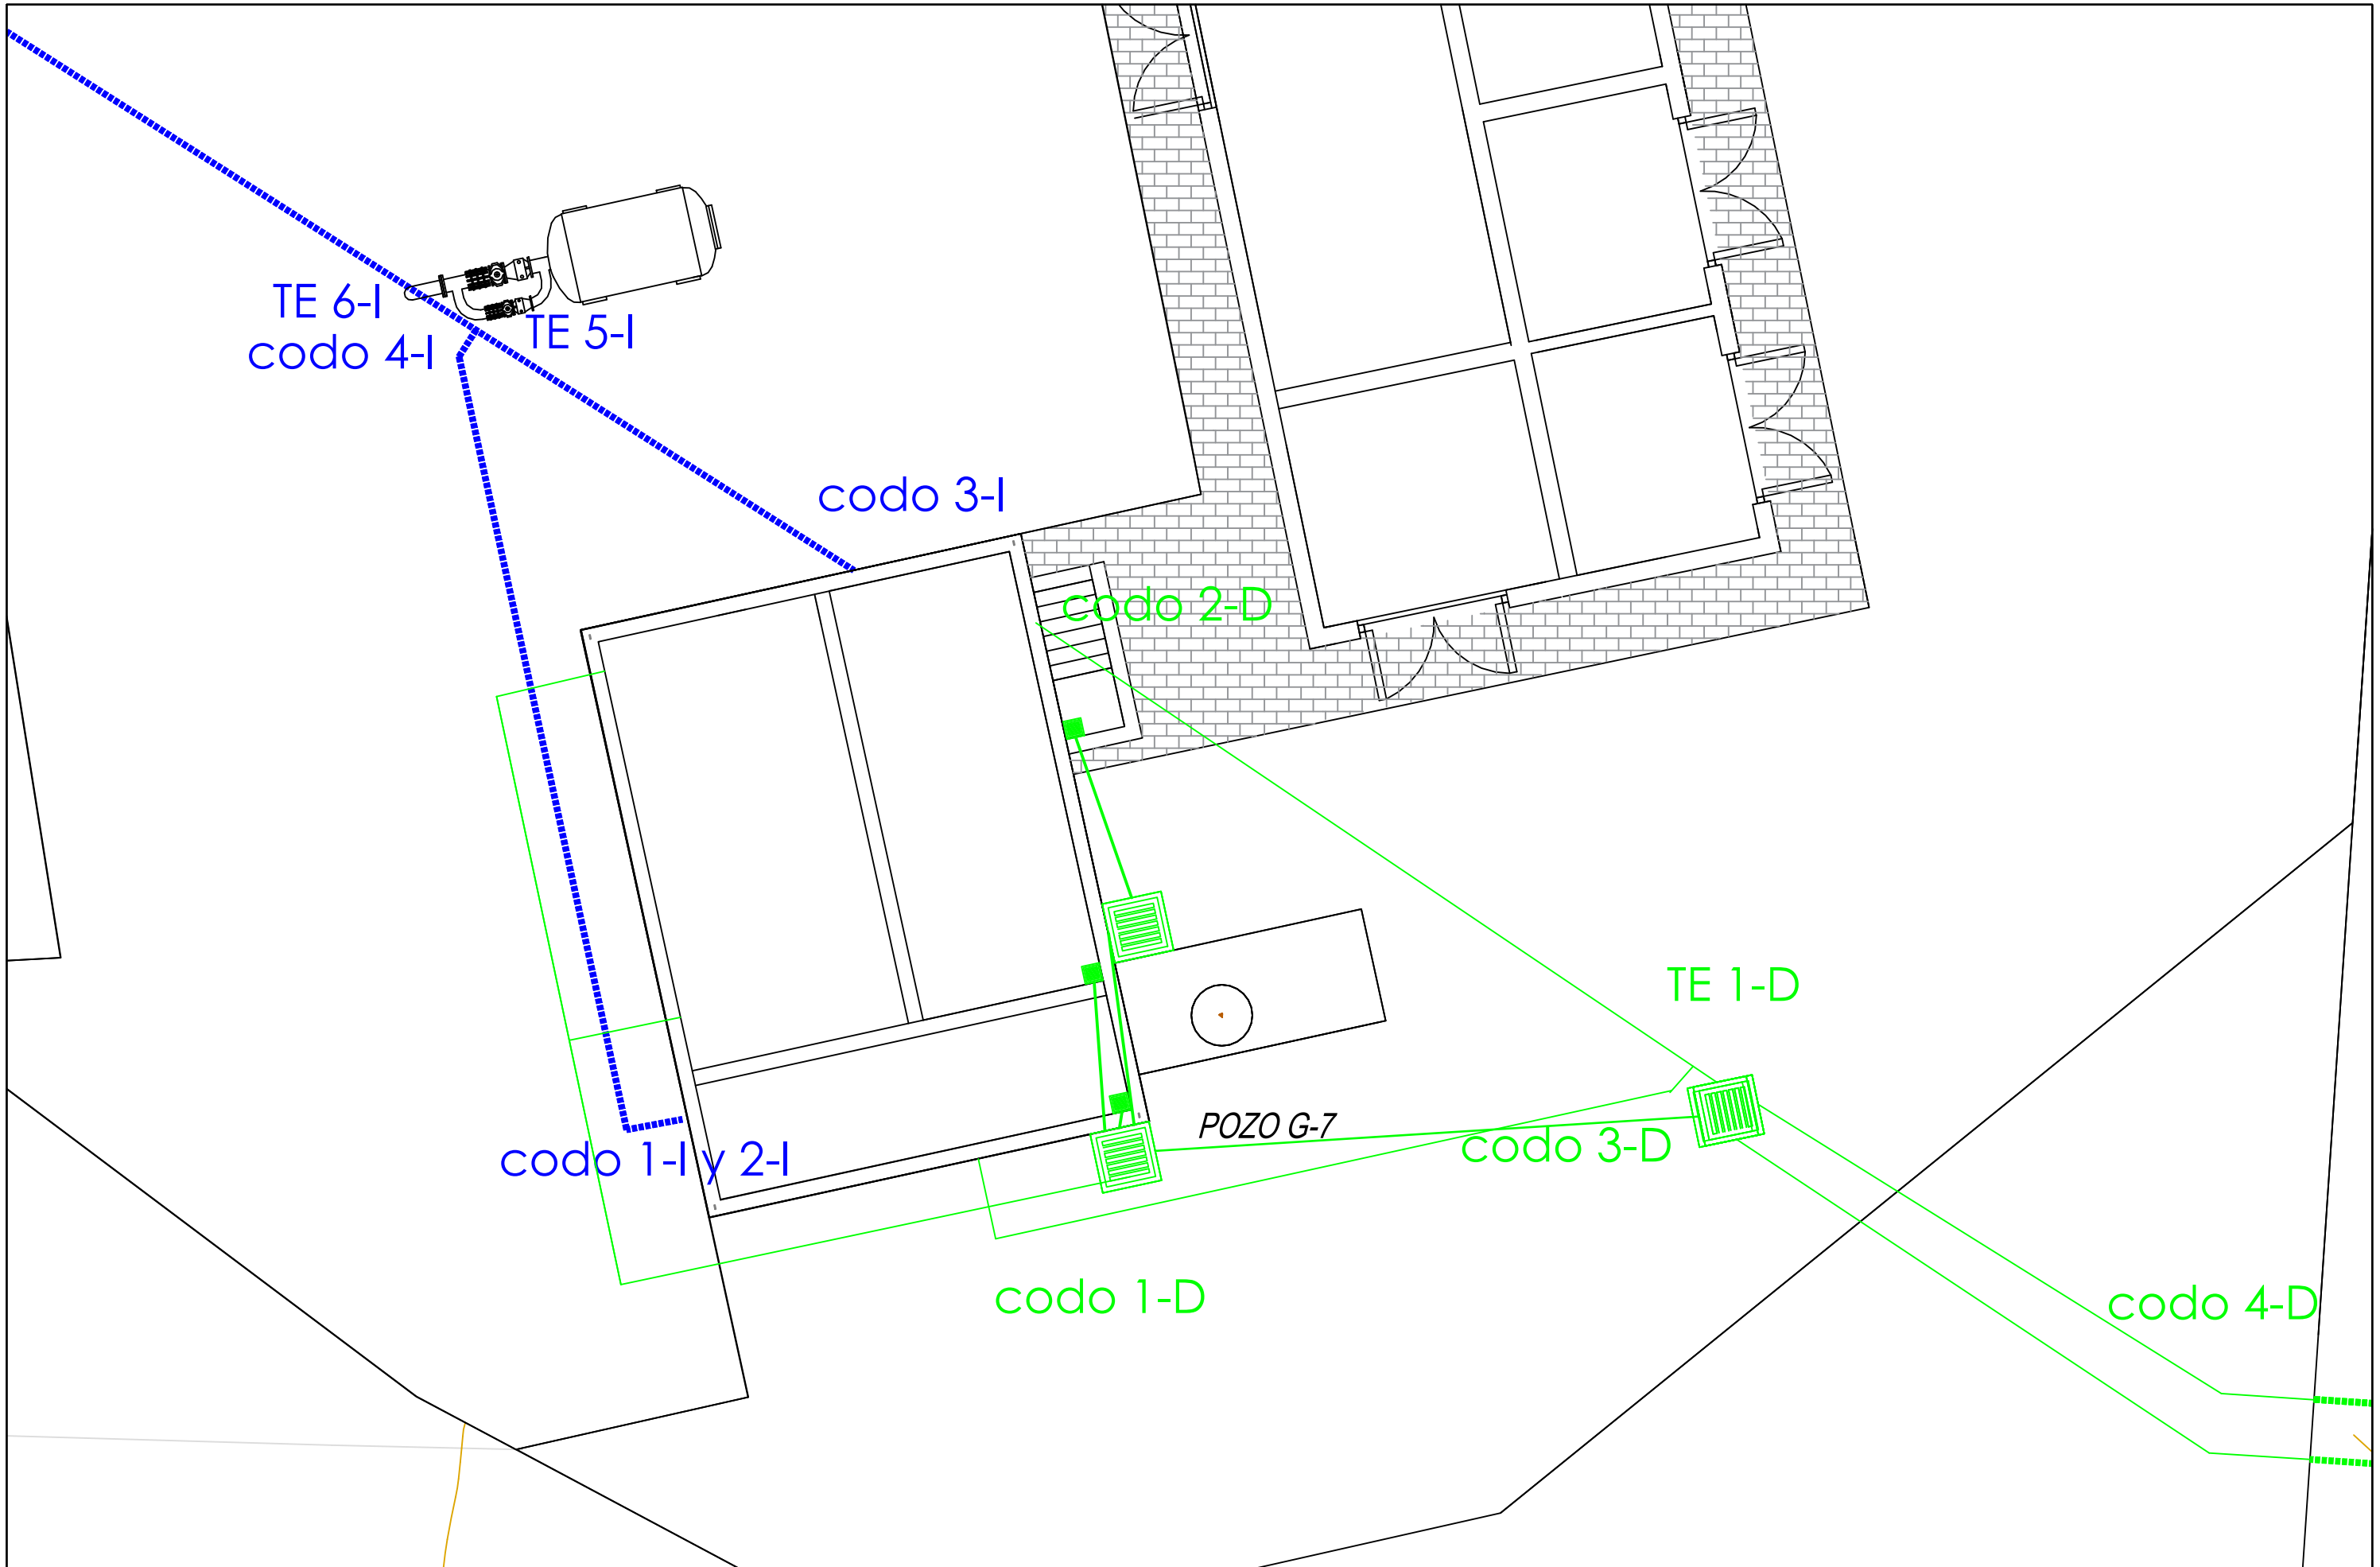 TE 6-I
TE 5-I
codo 4-I
codo 3-I
codo 2-D
TE 1-D
POZO G-7
codo 3-D
codo 1-I y 2-I
codo 1-D
codo 4-D